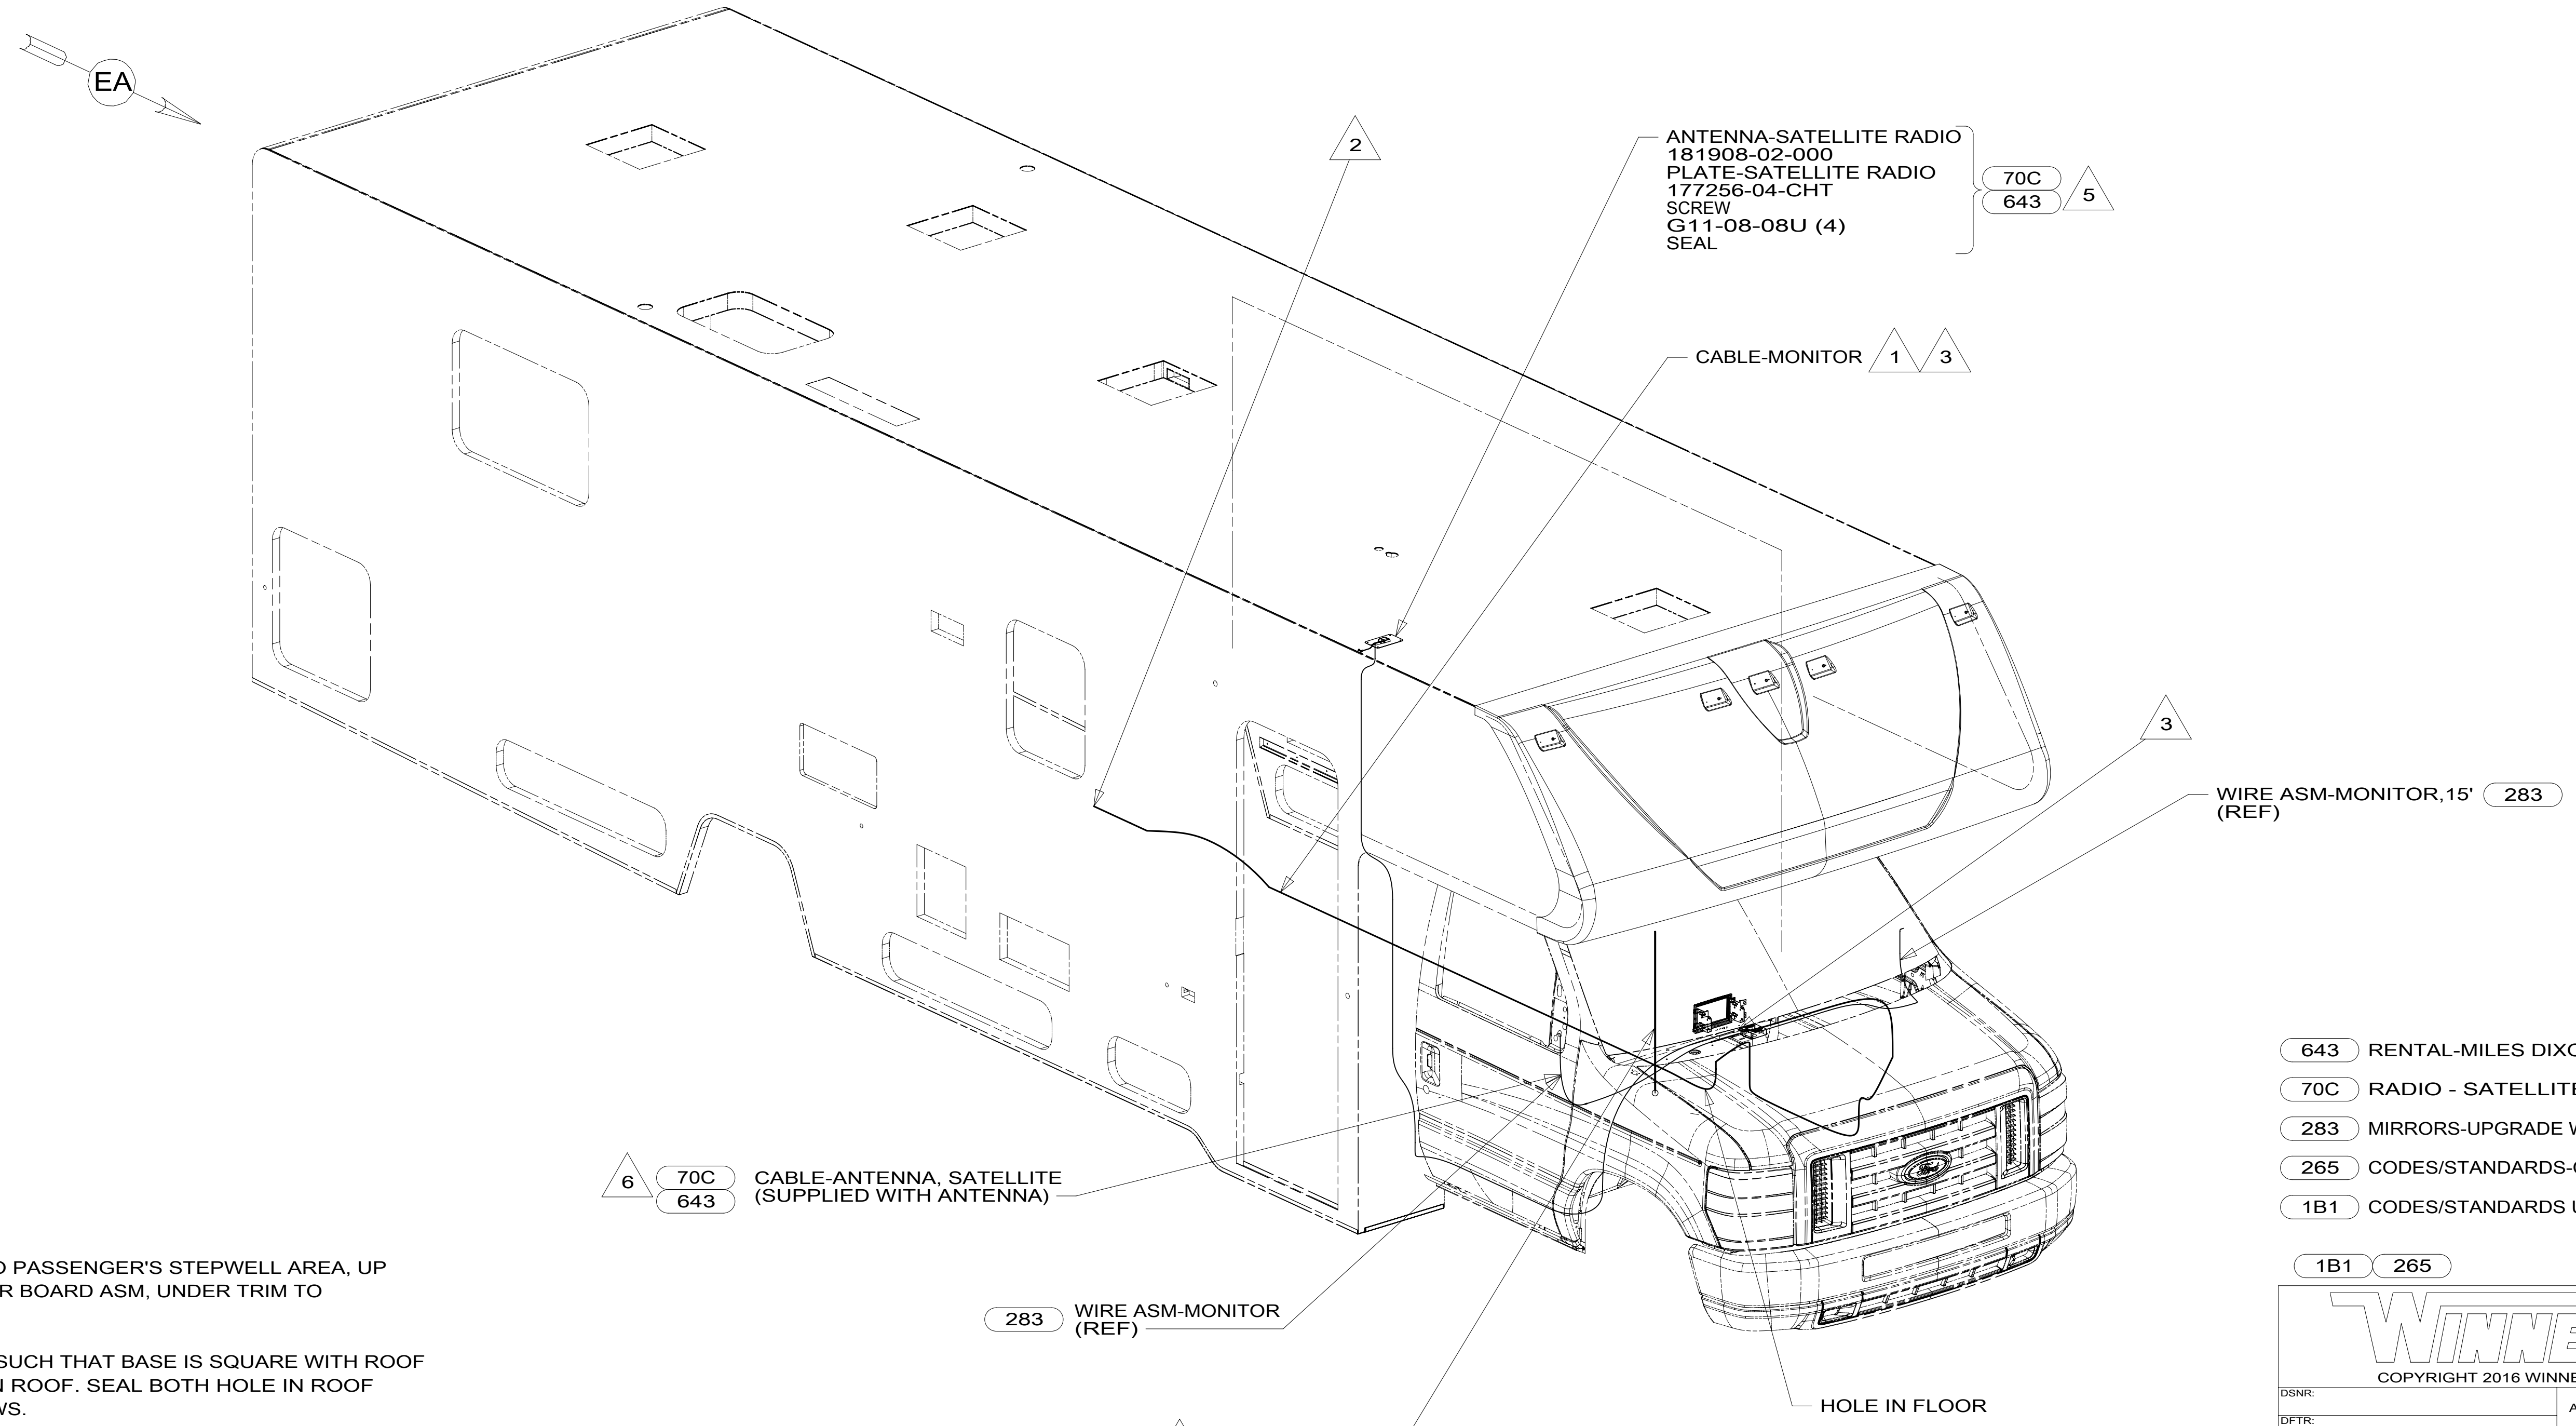 EA
2
ANTENNA-SATELLITE RADIO
181908-02-000
PLATE-SATELLITE RADIO
177256-04-CHT
SCREW
G11-08-08U (4)
SEAL
70C
643
5
CABLE-MONITOR
1
3
3
WIRE ASM-MONITOR,15'
(REF)
283
6
70C
643
CABLE-ANTENNA, SATELLITE
(SUPPLIED WITH ANTENNA)
283
WIRE ASM-MONITOR
(REF)
HOLE IN FLOOR
PASSENGER'S STEPWELL AREA, UP
BOARD ASM, UNDER TRIM TO
SUCH THAT BASE IS SQUARE WITH ROOF
ROOF. SEAL BOTH HOLE IN ROOF
643 RENTAL-MILES
70C RADIO - SATELLITE
283 MIRRORS-UPGRADE
265 CODES/STANDARDS-
1B1 CODES/STANDARDS
1B1 265
COPYRIGHT 2016
DSNR:
DFTR:
Ford